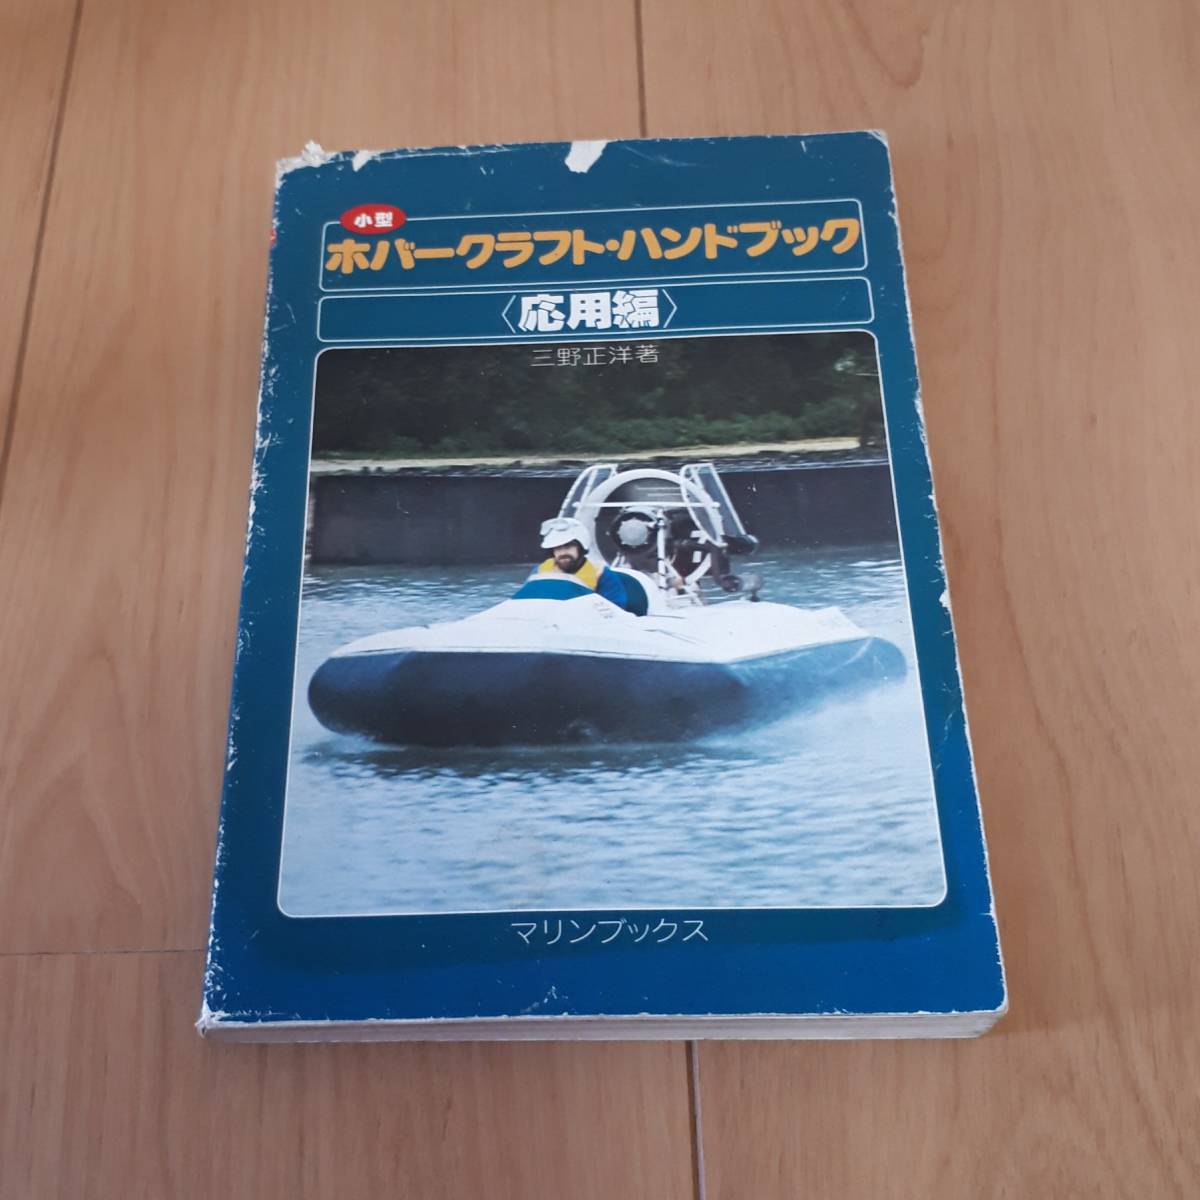 小型
ホバークラフト・ハンドブック
〈応用編〉
三野正洋著
マリンブックス